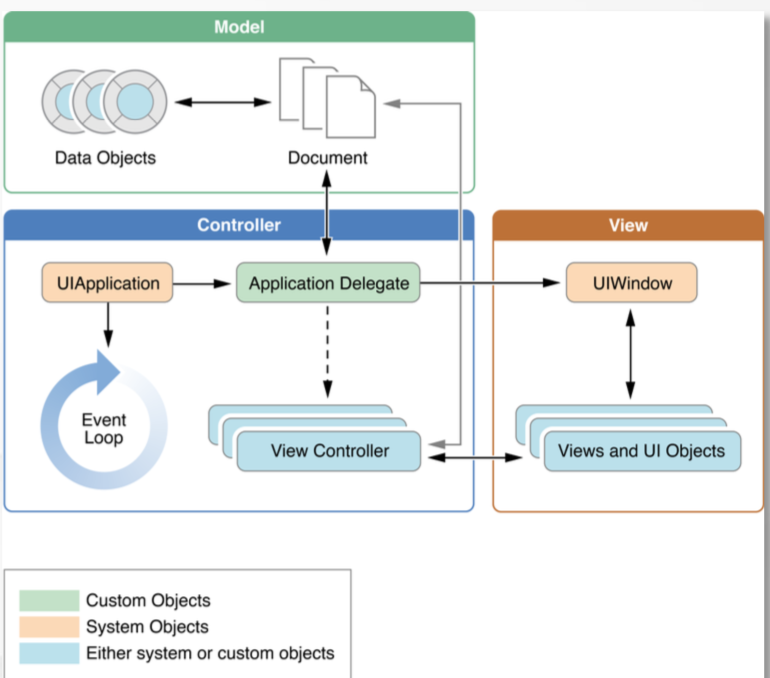 Model
Data Objects
Document
Controller
View
UIApplication
Application Delegate
UIWindow
Event
Loop
View Controller
Views and UI Objects
Custom Objects
System Objects
Either system or custom objects